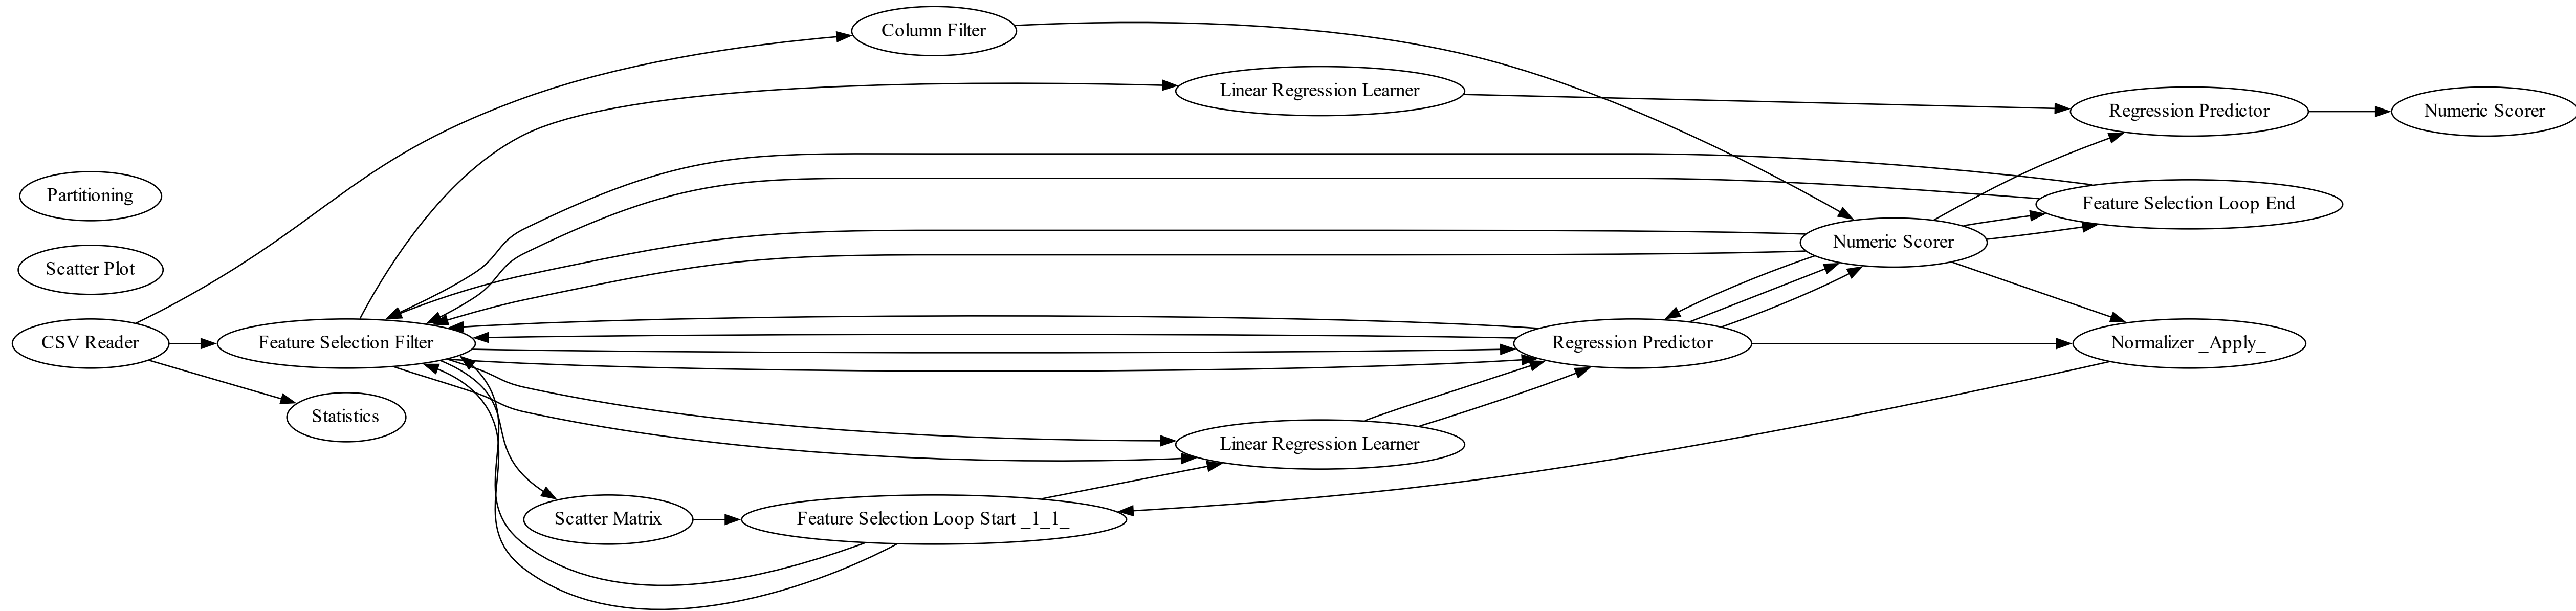 Column Filter
Linear Regression Learner
Regression Predictor
Numeric Scorer
Partitioning
Feature Selection Loop End
Numeric Scorer
Scatter Plot
CSV Reader
Feature Selection Filter
Regression Predictor
Normalizer _Apply_
Statistics
Linear Regression Learner
Scatter Matrix
Feature Selection Loop Start _1_1_